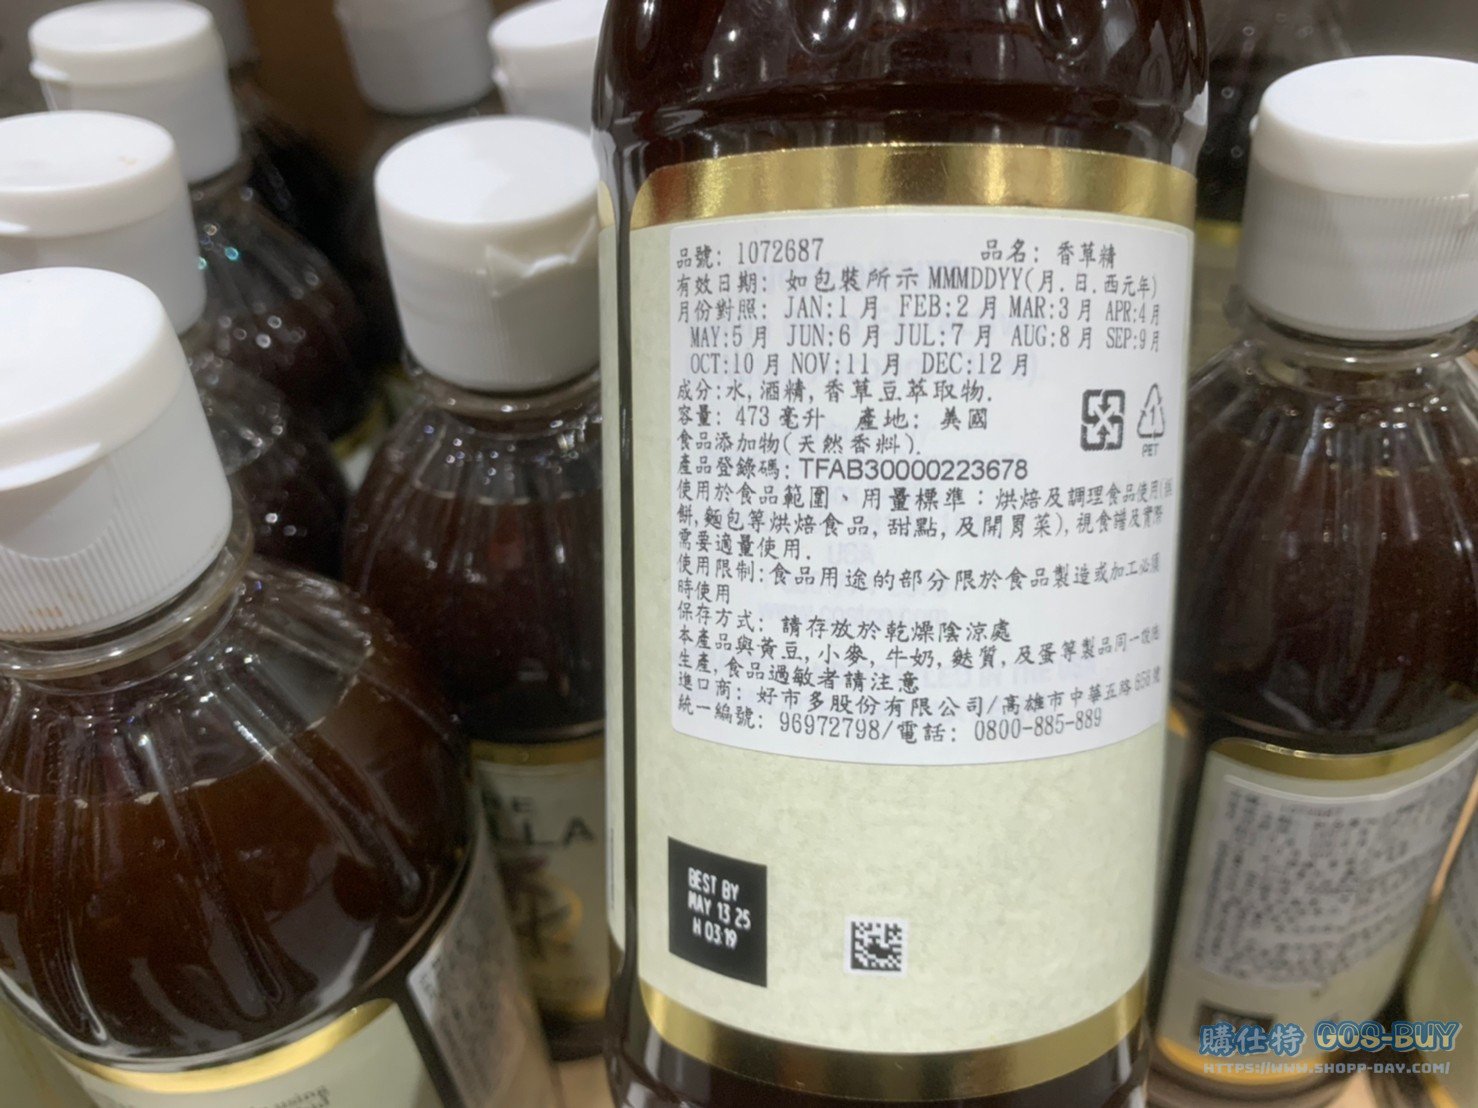 品號: 1072687 品名: 香草精
有效日期: 如包裝所示 MMMDDYY(月.日.西元年)
月份對照: JAN:1月 FEB:2月 MAR:3月 APR:4月
MAY:5月 JUN:6月 JUL:7月 AUG:8月 SEP:9月
OCT:10月 NOV:11月 DEC:12月
成分:水,酒精,香草豆萃取物.
容量: 473毫升 產地: 美國
食品添加物(天然香料).
產品登錄碼: TFAB30000223678
使用於食品範圍、用量標準：烘焙及調理食品使用(
餅,麵包等烘焙食品,甜點,及開胃菜),視食譜及實際
需要適量使用.
使用限制:食品用途的部分限於食品製造或加工必須
時使用
保存方式: 請存放於乾燥陰涼處
本產品與黃豆,小麥,牛奶,麩質,及蛋等製品同一設施
生產,食品過敏者請注意
進口商: 好市多股份有限公司/高雄市中華五路656號
統一編號: 96972798/電話: 0800-885-889
1
PET
BEST BY
MAY 13 25
H 03 19
LLA
using
購仕特 GOS-BUY
HTTPS://WWW.SHOPP-DAY.COM/